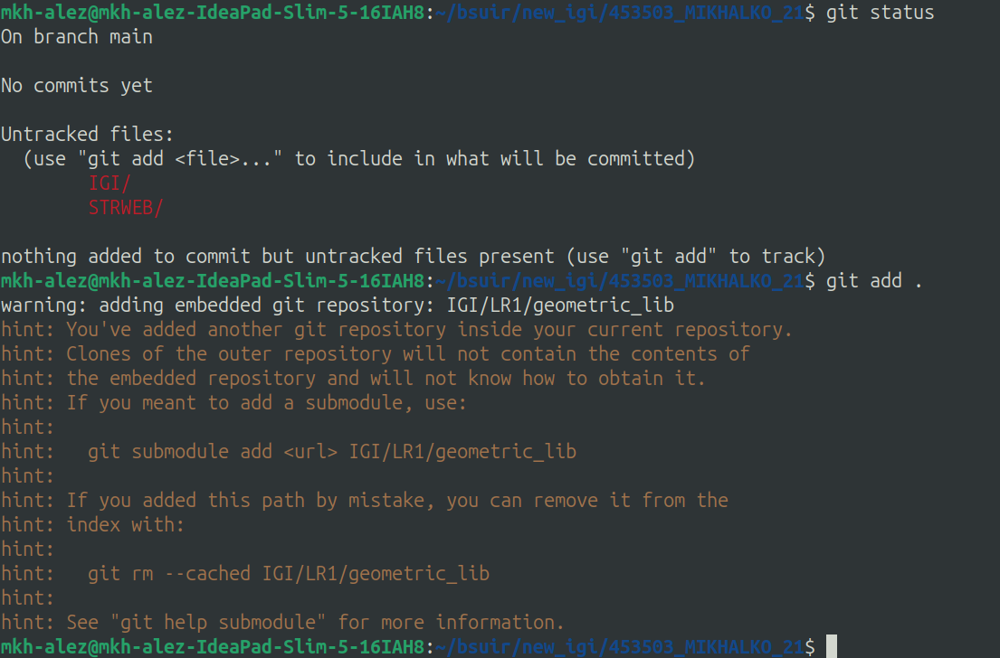 mkh-alez@mkh-alez-IdeaPad-Slim-5-16IAH8:~/bsuir/new_igi/453503_MIKHALKO_21$ git status
On branch main

No commits yet

Untracked files:
  (use "git add <file>..." to include in what will be committed)
        IGI/
        STRWEB/

nothing added to commit but untracked files present (use "git add" to track)
mkh-alez@mkh-alez-IdeaPad-Slim-5-16IAH8:~/bsuir/new_igi/453503_MIKHALKO_21$ git add .
warning: adding embedded git repository: IGI/LR1/geometric_lib
hint: You've added another git repository inside your current repository.
hint: Clones of the outer repository will not contain the contents of
hint: the embedded repository and will not know how to obtain it.
hint: If you meant to add a submodule, use:
hint:
hint:   git submodule add <url> IGI/LR1/geometric_lib
hint:
hint: If you added this path by mistake, you can remove it from the
hint: index with:
hint:
hint:   git rm --cached IGI/LR1/geometric_lib
hint:
hint: See "git help submodule" for more information.
mkh-alez@mkh-alez-IdeaPad-Slim-5-16IAH8:~/bsuir/new_igi/453503_MIKHALKO_21$